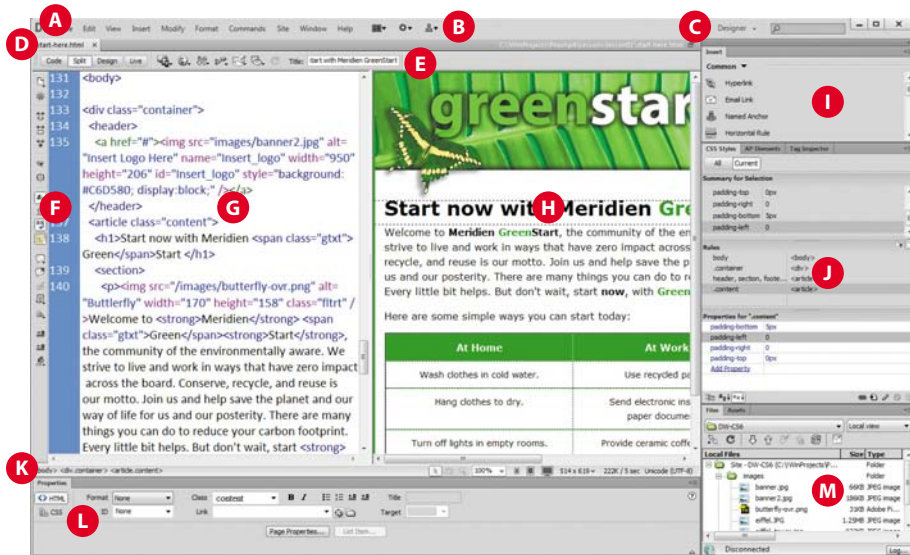 A
B
C
D
E
F
G
H
I
J
K
L
M
Edit View Insert Modify Format Commands Site Window Help
Designer
start-here.html ×
Code Split Design Live Title: tart with Meridien GreenStart
131 <body>
132
133 <div class="container">
134 <header>
135 <a href="#"><img src="images/banner2.jpg" alt=
"Insert Logo Here" name="Insert_logo" width="950"
height="206" id="Insert_logo" style="background:
#C6D580; display:block;" /></a>
</header>
137 <article class="content">
138 <h1>Start now with Meridien <span class="gtxt">
Green</span>Start </h1>
139 <section>
140 <p><img src="/images/butterfly-ovr.png" alt=
"Buttlerfly" width="170" height="158" class="fltrt" /
>Welcome to <strong>Meridien</strong> <span
class="gtxt">Green</span><strong>Start</strong>,
the community of the environmentally aware. We
strive to live and work in ways that have zero impact
across the board. Conserve, recycle, and reuse is
our motto. Join us and help save the planet and our
way of life for us and our posterity. There are many
things you can do to reduce your carbon footprint.
Every little bit helps. But don't wait, start <strong>
greenstar
Start now with Meridien Gre
Welcome to Meridien GreenStart, the community of the en
strive to live and work in ways that have zero impact across
recycle, and reuse is our motto. Join us and help save the p
us and our posterity. There are many things you can do to r
Every little bit helps. But don't wait, start now, with Green
Here are some simple ways you can start today:
At Home At Work
Wash clothes in cold water. Use recycled pa
Hang clothes to dry. Send electronic ins
paper docume
Turn off lights in empty rooms. Provide ceramic coffe
body> <div.container> <article.content>
100% 514 x 619 222K / 5 sec Unicode (UTF-8)
Properties
HTML Format None Class content B I Title
CSS ID None Link Target
Page Properties... List Item...
Insert
Common
Hyperlink
Email Link
Named Anchor
Horizontal Rule
CSS Styles AP Elements Tag Inspector
All Current
Summary for Selection
padding-top 0px
padding-right 0
padding-bottom 5px
padding-left 0
Rules
body <body>
.container <div>
header, section, foote... <article>
.content <article>
Properties for ".content"
padding-bottom 5px
padding-left 0
padding-right 0
padding-top 0px
Add Property
Files Assets
DW-CS6 Local view
Local Files Size Type
Site - DW-CS6 (C:\WinProjects\P... Folder
images Folder
banner.jpg 66KB JPEG image
banner2.jpg 186KB JPEG image
butterfly-ovr.png 21KB Adobe Fi...
eiffel.JPG 1.29MB JPEG image
Disconnected Log...